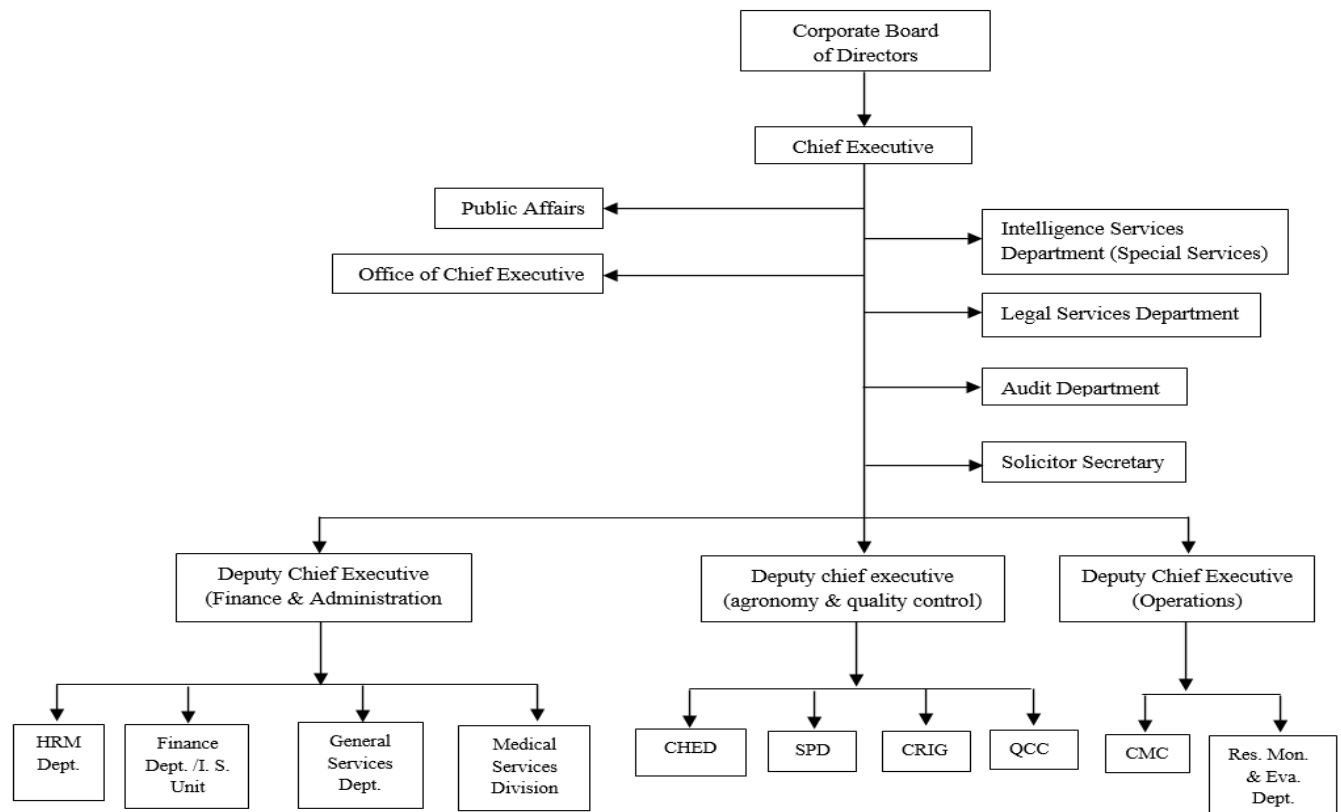 Corporate Board
of Directors
Chief Executive
Public Affairs
Intelligence Services
Department (Special Services)
Office of Chief Executive
Legal Services Department
Audit Department
Solicitor Secretary
Deputy Chief Executive
(Finance & Administration
Deputy chief executive
(agronomy & quality control)
Deputy Chief Executive
(Operations)
HRM
Dept.
Finance
Dept. /I. S.
Unit
General
Services
Dept.
Medical
Services
Division
CHED
SPD
CRIG
QCC
CMC
Res. Mon.
& Eva.
Dept.